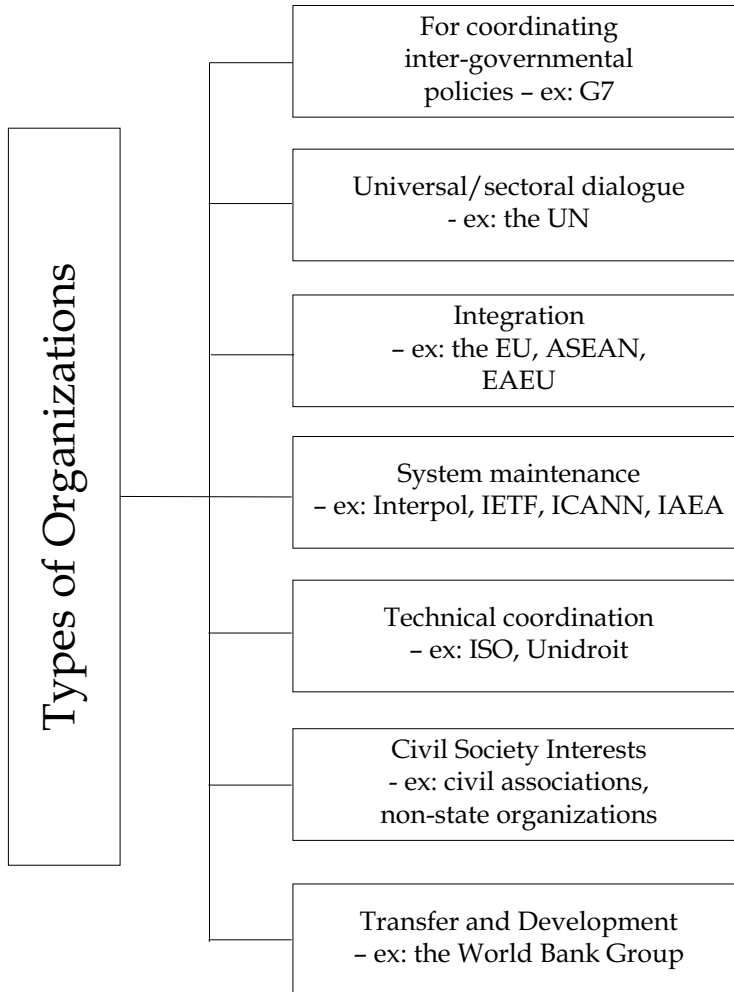 Types of Organizations
For coordinating
inter-governmental
policies – ex: G7
Universal/sectoral dialogue
- ex: the UN
Integration
– ex: the EU, ASEAN,
EAEU
System maintenance
– ex: Interpol, IETF, ICANN, IAEA
Technical coordination
– ex: ISO, Unidroit
Civil Society Interests
- ex: civil associations,
non-state organizations
Transfer and Development
– ex: the World Bank Group